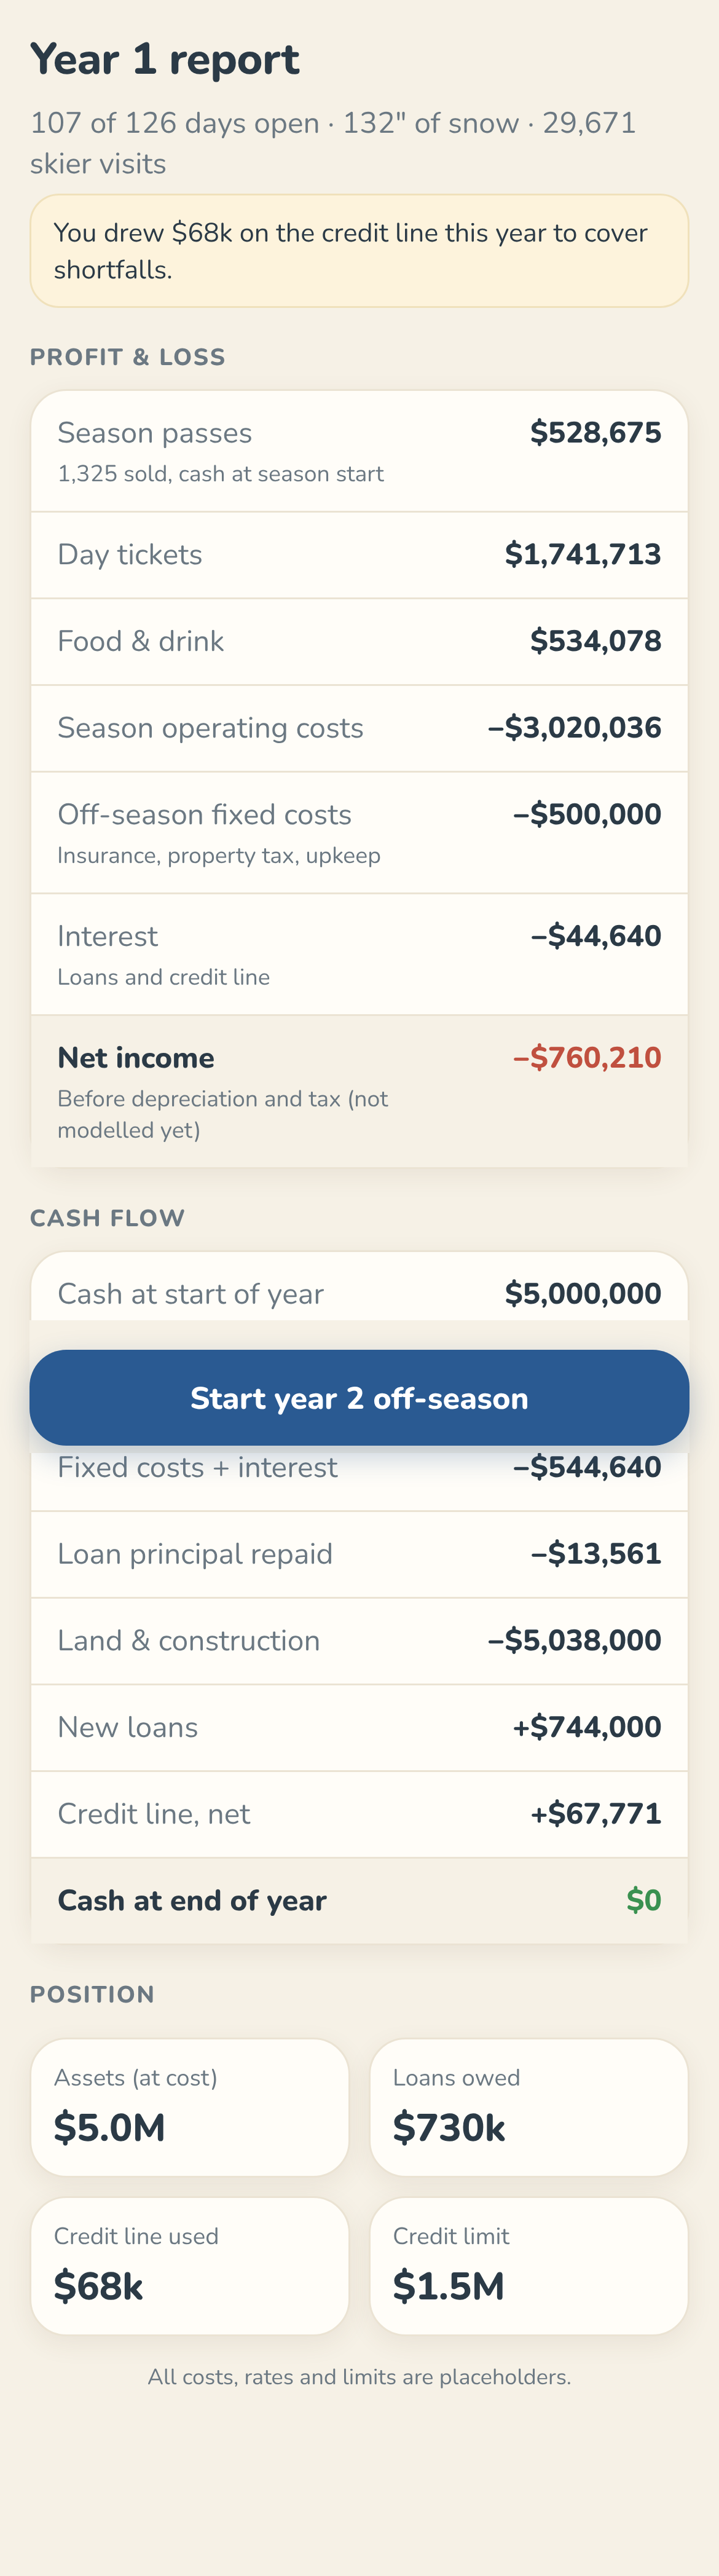 Year 1 report
107 of 126 days open · 132" of snow · 29,671
skier visits
You drew $68k on the credit line this year to cover
shortfalls.
PROFIT & LOSS
Season passes $528,675
1,325 sold, cash at season start
Day tickets $1,741,713
Food & drink $534,078
Season operating costs –$3,020,036
Off-season fixed costs –$500,000
Insurance, property tax, upkeep
Interest –$44,640
Loans and credit line
Net income –$760,210
Before depreciation and tax (not
modelled yet)
CASH FLOW
Cash at start of year $5,000,000
Start year 2 off-season
Fixed costs + interest –$544,640
Loan principal repaid –$13,561
Land & construction –$5,038,000
New loans +$744,000
Credit line, net +$67,771
Cash at end of year $0
POSITION
Assets (at cost) Loans owed
$5.0M $730k
Credit line used Credit limit
$68k $1.5M
All costs, rates and limits are placeholders.